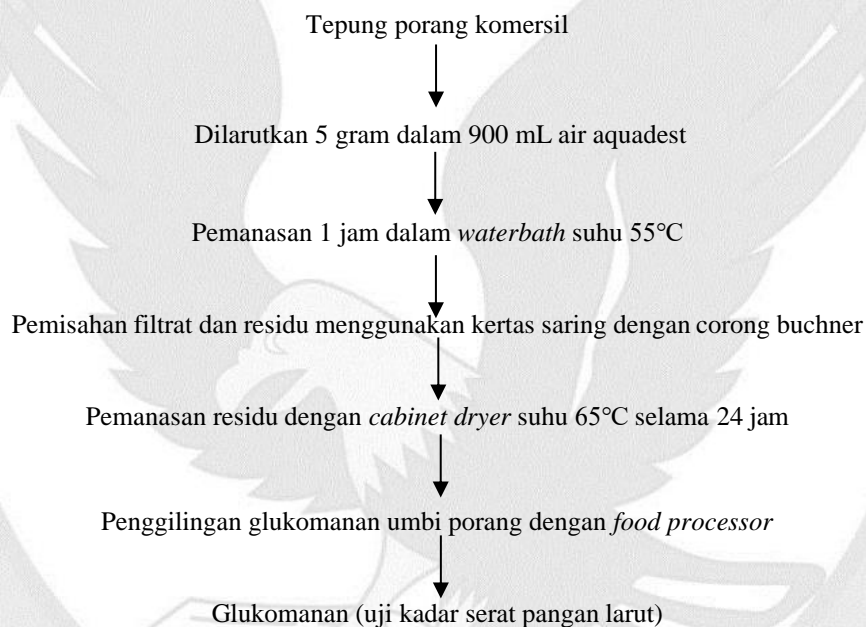 Tepung porang komersil
Dilarutkan 5 gram dalam 900 mL air aquadest
Pemanasan 1 jam dalam waterbath suhu 55°C
Pemisahan filtrat dan residu menggunakan kertas saring dengan corong buchner
Pemanasan residu dengan cabinet dryer suhu 65°C selama 24 jam
Penggilingan glukomanan umbi porang dengan food processor
Glukomanan (uji kadar serat pangan larut)